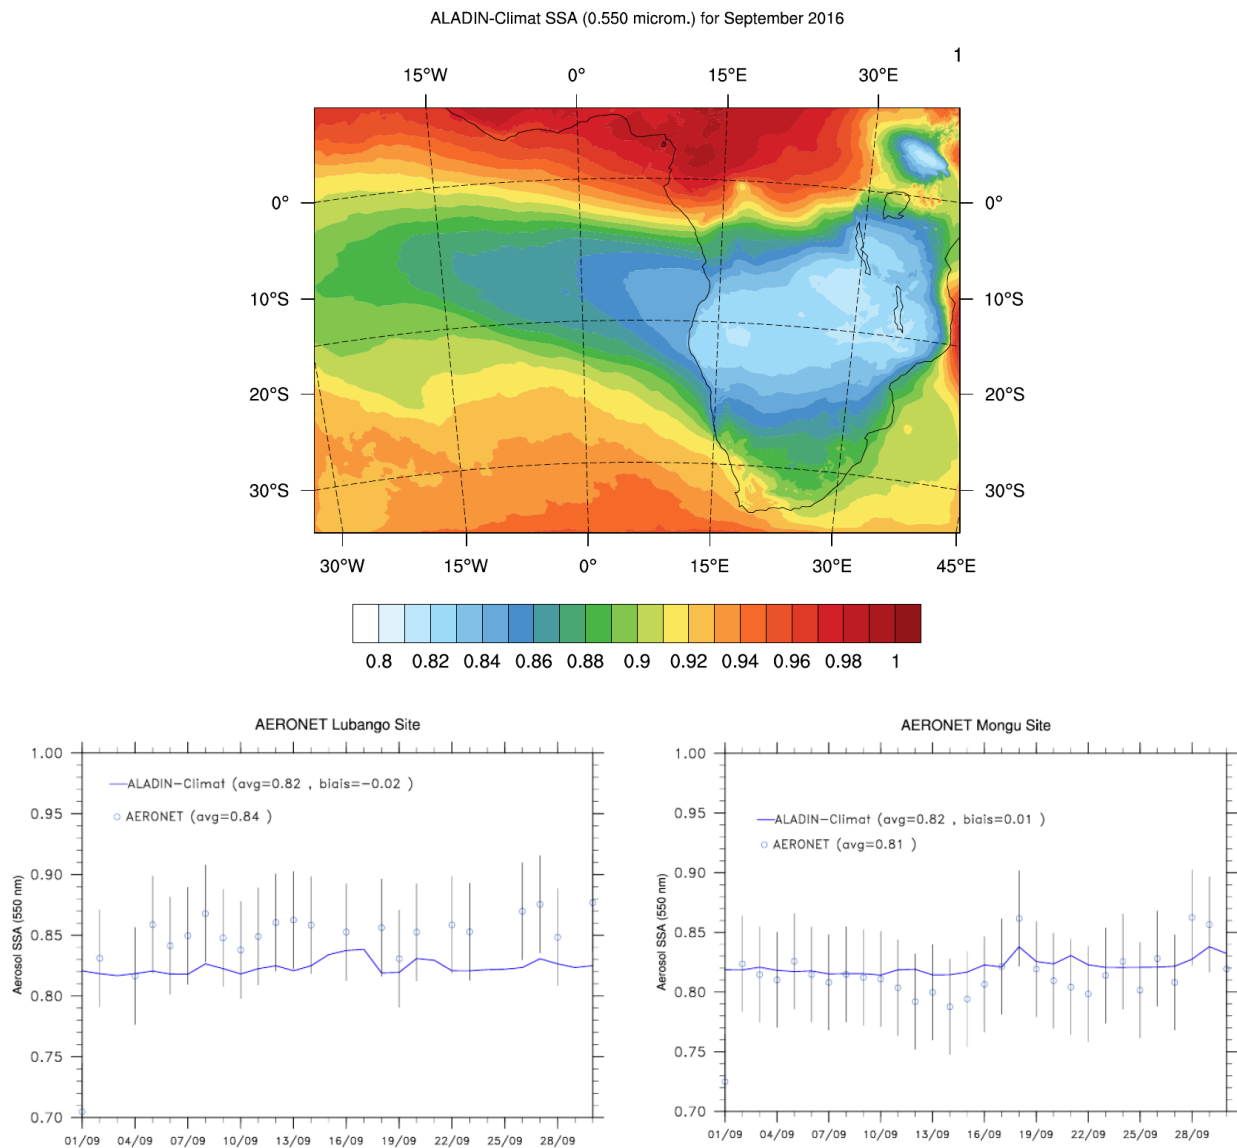 ALADIN-Climat SSA (0.550 microm.) for September 2016
1
15°W 0° 15°E 30°E
0° 0°
10°S 10°S
20°S 20°S
30°S 30°S
30°W 15°W 0° 15°E 30°E 45°E
0.8 0.82 0.84 0.86 0.88 0.9 0.92 0.94 0.96 0.98 1
AERONET Lubango Site
Aerosol SSA (550 nm)
1.00
ALADIN-Climat (avg=0.82 , biais=-0.02 )
0.95
AERONET (avg=0.84 )
0.90
0.85
0.80
0.75
0.70
01/09 04/09 07/09 10/09 13/09 16/09 19/09 22/09 25/09 28/09
AERONET Mongu Site
Aerosol SSA (550 nm)
1.00
0.95
ALADIN-Climat (avg=0.82 , biais=0.01 )
AERONET (avg=0.81 )
0.90
0.85
0.80
0.75
0.70
01/09 04/09 07/09 10/09 13/09 16/09 19/09 22/09 25/09 28/09